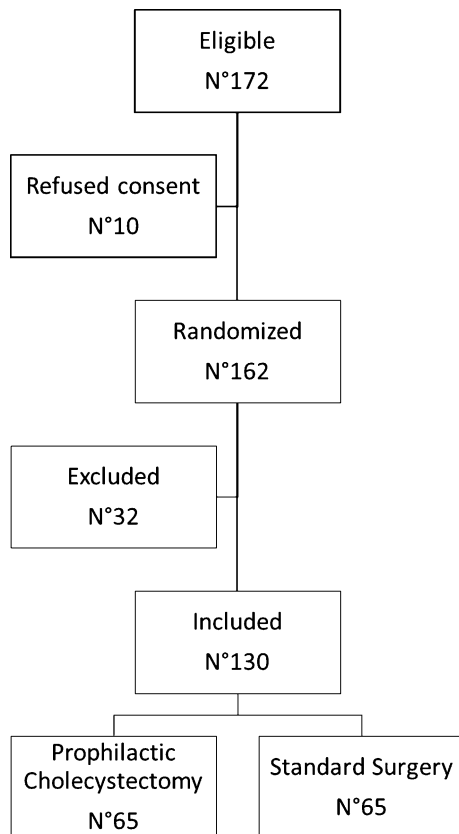 Eligible
N°172
Refused consent
N°10
Randomized
N°162
Excluded
N°32
Included
N°130
Prophilactic
Cholecystectomy
N°65
Standard Surgery
N°65